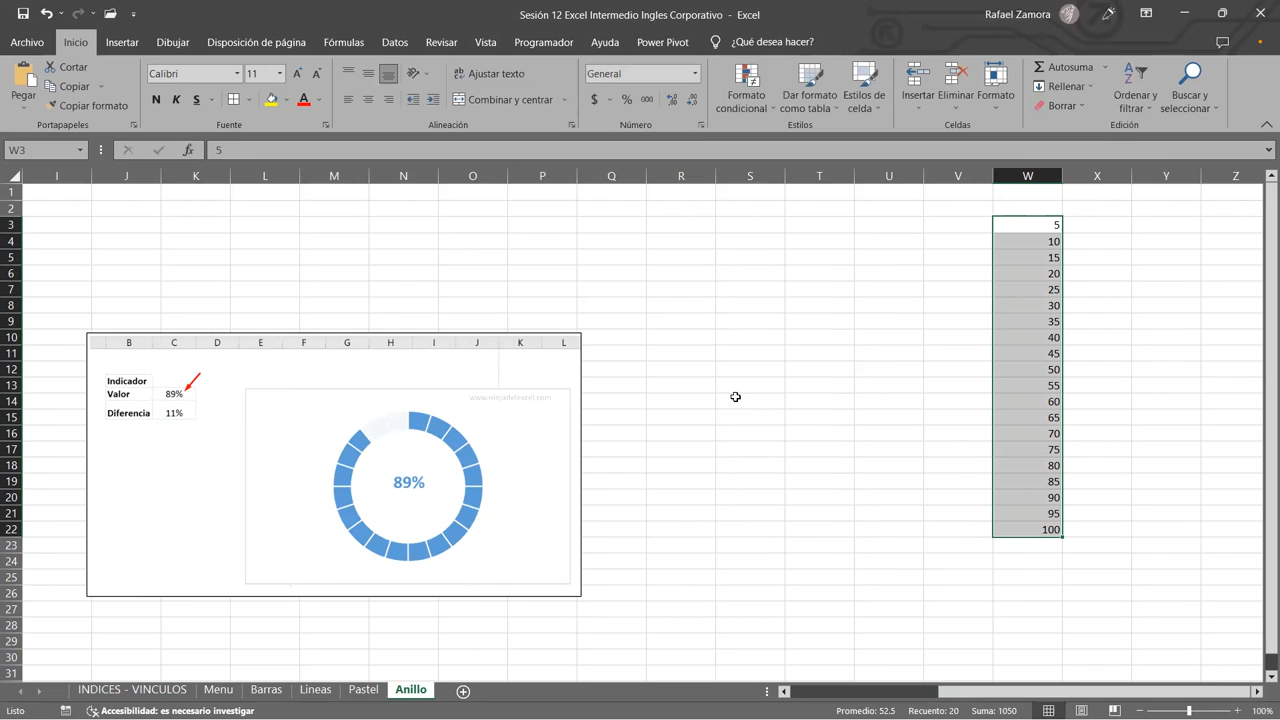 Sesión 12 Excel Intermedio Ingles Corporativo - Excel
Rafael Zamora
Archivo Inicio Insertar Dibujar Disposición de página Fórmulas Datos Revisar Vista Programador Ayuda Power Pivot ¿Qué desea hacer?
Pegar
Cortar
Copiar
Copiar formato
Portapapeles
Calibri 11
N K S
Fuente
Ajustar texto
Combinar y centrar
Alineación
General
$ % 000
Número
Formato condicional
Dar formato como tabla
Estilos de celda
Estilos
Insertar Eliminar Formato
Celdas
Autosuma
Rellenar
Borrar
Ordenar y filtrar
Buscar y seleccionar
Edición
W3 fx 5
I J K L M N O P Q R S T U V W X Y Z
1
2
3 5
4 10
5 15
6 20
7 25
8 30
9 35
10 40
11 45
12 50
13 55
14 60
15 65
16 70
17 75
18 80
19 85
20 90
21 95
22 100
23
24
25
26
27
28
29
30
31
B C D E F G H I J K L
Indicador
Valor 89%
Diferencia 11%
www.ninjadelexcel.com
89%
INDICES - VINCULOS Menu Barras Lineas Pastel Anillo
Listo Accesibilidad: es necesario investigar Promedio: 52.5 Recuento: 20 Suma: 1050 100%